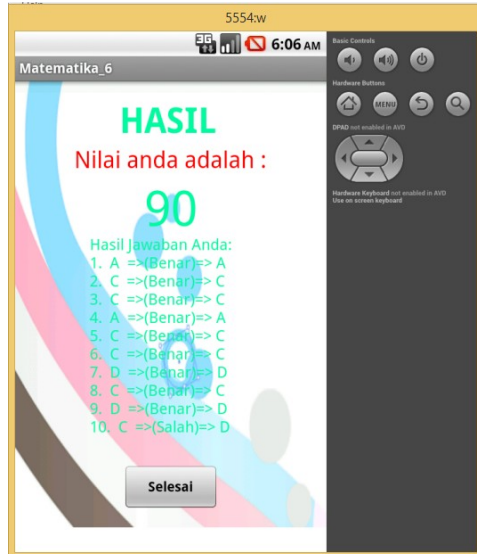 5554:w
3G 6:06 AM
Matematika_6
HASIL
Nilai anda adalah :
90
Hasil Jawaban Anda:
1. A =>(Benar)=> A
2. C =>(Benar)=> C
3. C =>(Benar)=> C
4. A =>(Benar)=> A
5. C =>(Benar)=> C
6. C =>(Benar)=> C
7. D =>(Benar)=> D
8. C =>(Benar)=> C
9. D =>(Benar)=> D
10. C =>(Salah)=> D
Selesai
Basic Controls
Hardware Buttons
MENU
DPAD not enabled in AVD
Hardware Keyboard not enabled in AVD
Use on screen keyboard